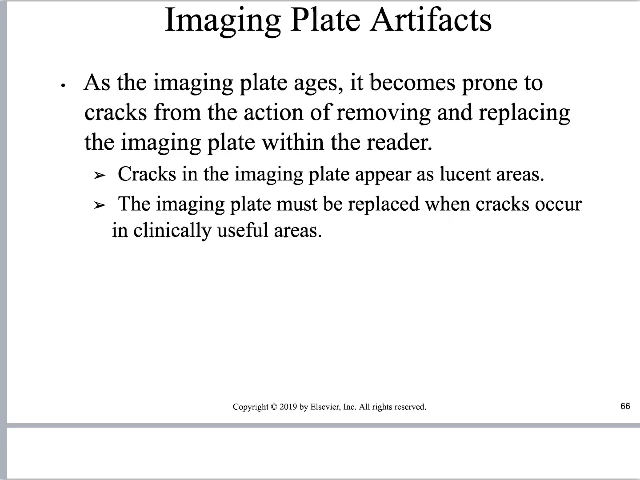 Imaging Plate Artifacts
• As the imaging plate ages, it becomes prone to
cracks from the action of removing and replacing
the imaging plate within the reader.
➢ Cracks in the imaging plate appear as lucent areas.
➢ The imaging plate must be replaced when cracks occur
in clinically useful areas.
Copyright © 2019 by Elsevier, Inc. All rights reserved.
66